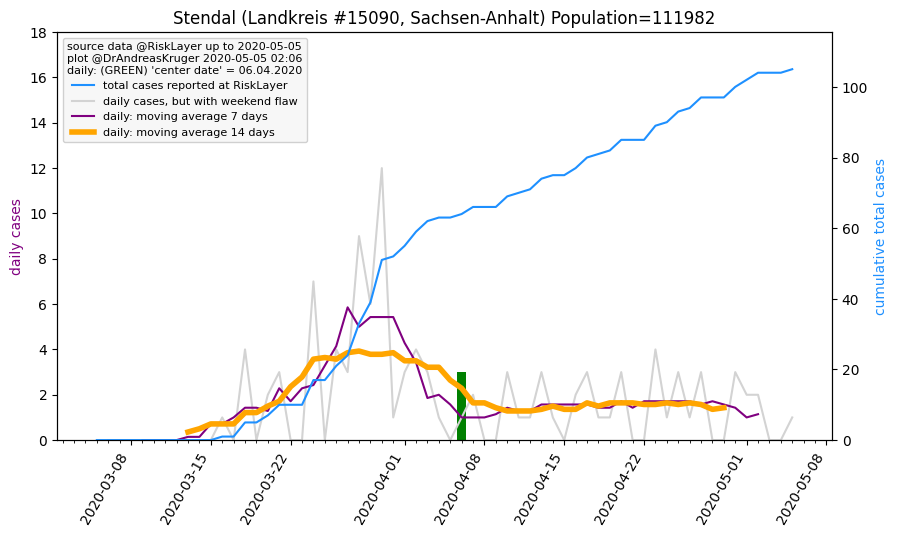 Stendal (Landkreis #15090, Sachsen-Anhalt) Population=111982
source data @RiskLayer up to 2020-05-05
plot @DrAndreasKruger 2020-05-05 02:06
daily: (GREEN) 'center date' = 06.04.2020
total cases reported at RiskLayer
daily cases, but with weekend flaw
daily: moving average 7 days
daily: moving average 14 days
daily cases
18
16
14
12
10
8
6
4
2
0
cumulative total cases
100
80
60
40
20
0
2020-03-08
2020-03-15
2020-03-22
2020-04-01
2020-04-08
2020-04-15
2020-04-22
2020-05-01
2020-05-08